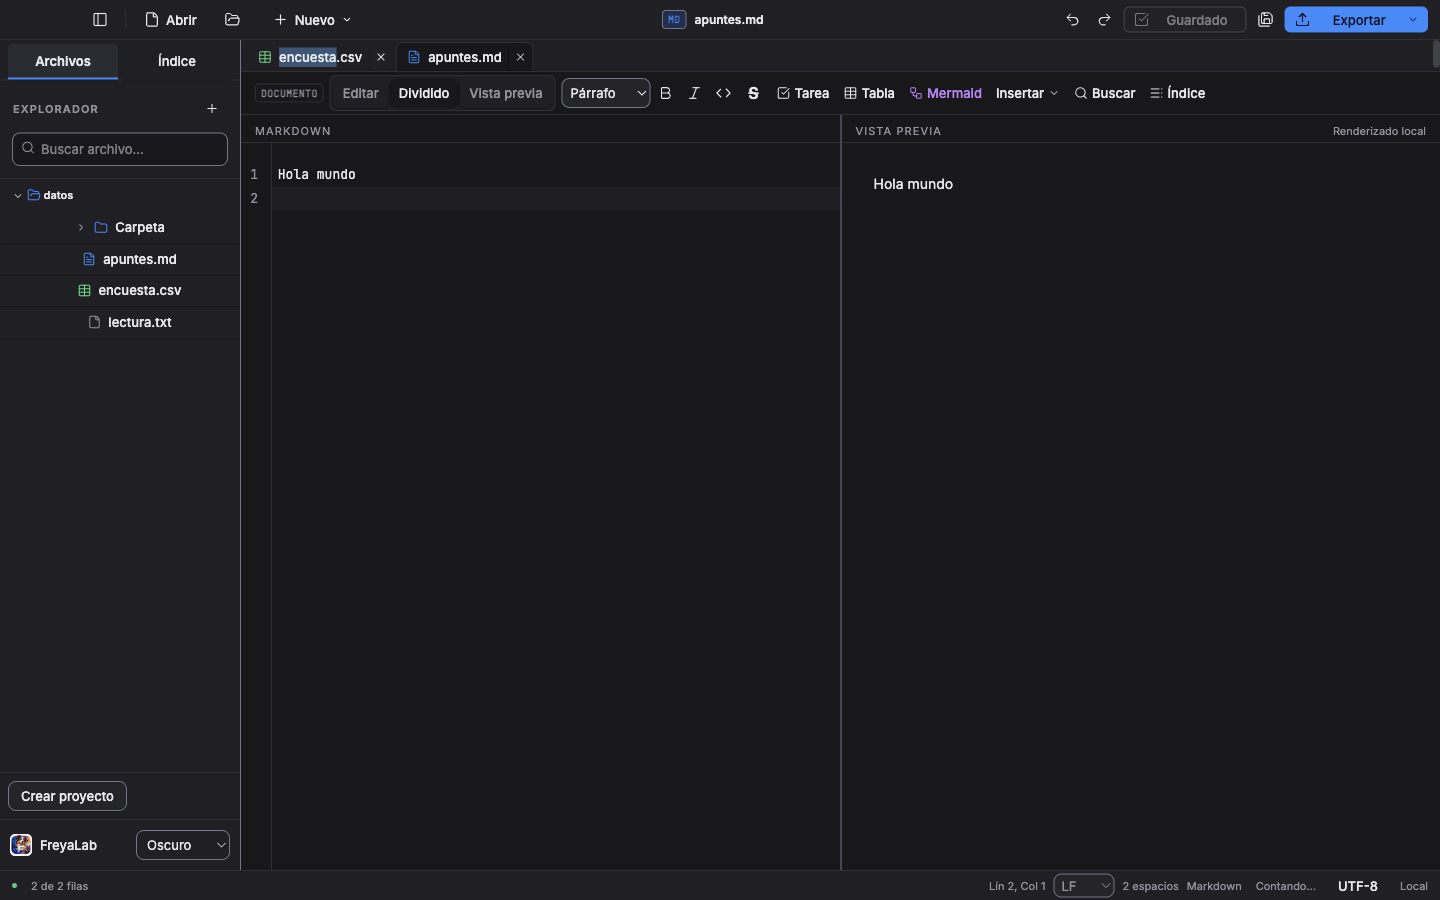 Abrir
Nuevo
MD apuntes.md
Guardado
Exportar
Archivos
Índice
encuesta.csv
apuntes.md
EXPLORADOR
DOCUMENTO
Editar
Dividido
Vista previa
Párrafo
B
I
S
Tarea
Tabla
Mermaid
Insertar
Buscar
Índice
Buscar archivo...
MARKDOWN
VISTA PREVIA
Renderizado local
1 Hola mundo
2
Hola mundo
datos
Carpeta
apuntes.md
encuesta.csv
lectura.txt
Crear proyecto
FreyaLab
Oscuro
2 de 2 filas
Lín 2, Col 1
LF
2 espacios
Markdown
Contando...
UTF-8
Local